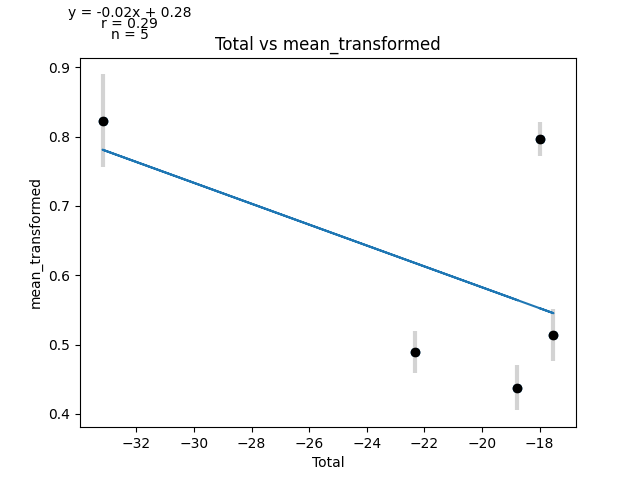 y = -0.02x + 0.28
r = 0.29
n = 5
Total vs mean_transformed
mean_transformed
0.9
0.8
0.7
0.6
0.5
0.4
−32 −30 −28 −26 −24 −22 −20 −18
Total